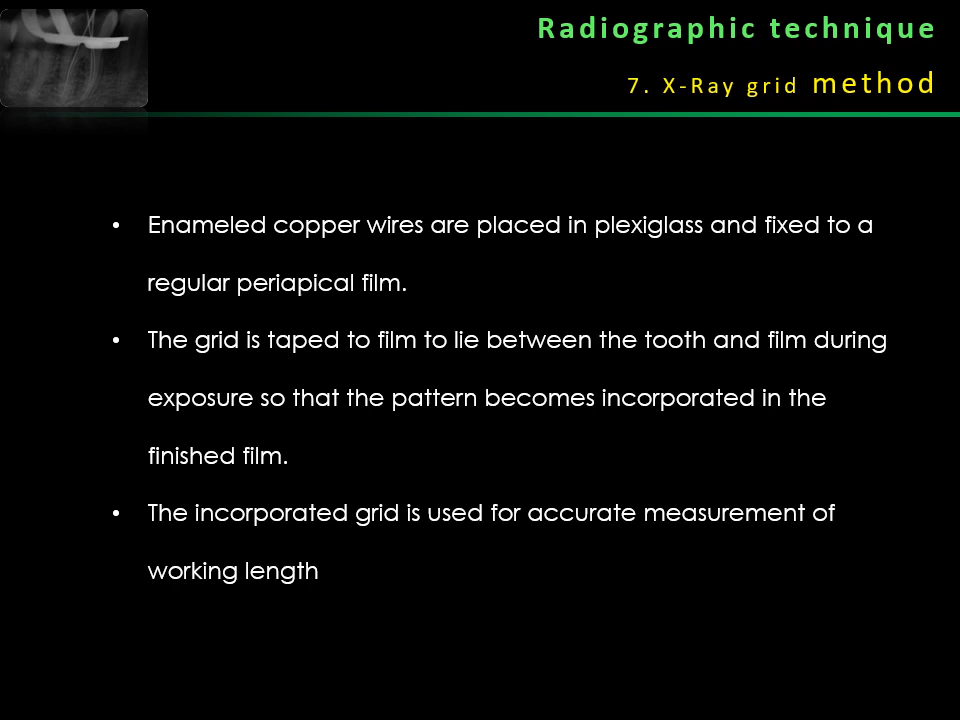 Radiographic technique
7. X-Ray grid method
• Enameled copper wires are placed in plexiglass and fixed to a
regular periapical film.
• The grid is taped to film to lie between the tooth and film during
exposure so that the pattern becomes incorporated in the
finished film.
• The incorporated grid is used for accurate measurement of
working length